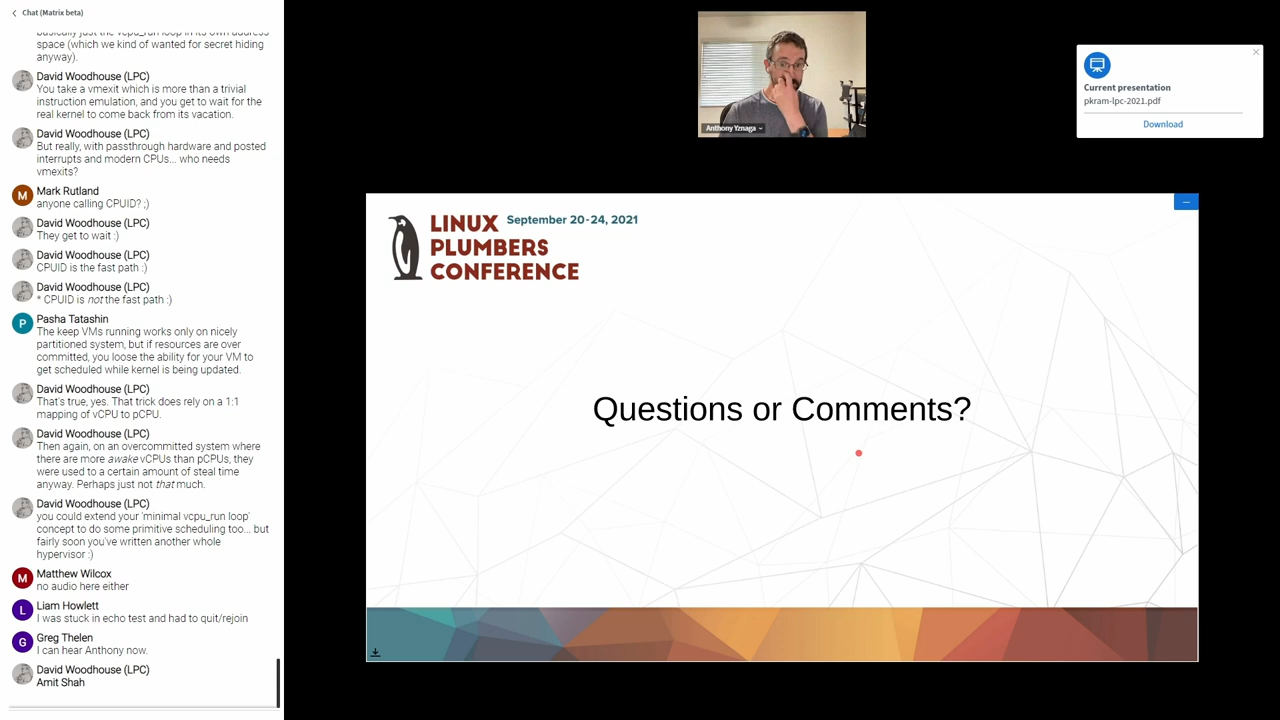 Chat (Matrix beta)
basically just the vcpu_run loop in its own address
space (which we kind of wanted for secret hiding
anyway).
David Woodhouse (LPC)
You take a vmexit which is more than a trivial
instruction emulation, and you get to wait for the
real kernel to come back from its vacation.
David Woodhouse (LPC)
But really, with passthrough hardware and posted
interrupts and modern CPUs... who needs
vmexits?
M
Mark Rutland
anyone calling CPUID? ;)
David Woodhouse (LPC)
They get to wait :)
David Woodhouse (LPC)
CPUID is the fast path :)
David Woodhouse (LPC)
* CPUID is not the fast path :)
P
Pasha Tatashin
The keep VMs running works only on nicely
partitioned system, but if resources are over
committed, you loose the ability for your VM to
get scheduled while kernel is being updated.
David Woodhouse (LPC)
That's true, yes. That trick does rely on a 1:1
mapping of vCPU to pCPU.
David Woodhouse (LPC)
Then again, on an overcommitted system where
there are more awake vCPUs than pCPUs, they
were used to a certain amount of steal time
anyway. Perhaps just not that much.
David Woodhouse (LPC)
you could extend your 'minimal vcpu_run loop'
concept to do some primitive scheduling too... but
fairly soon you've written another whole
hypervisor :)
M
Matthew Wilcox
no audio here either
L
Liam Howlett
I was stuck in echo test and had to quit/rejoin
G
Greg Thelen
I can hear Anthony now.
David Woodhouse (LPC)
Amit Shah
Anthony Yznaga
Current presentation
pkram-lpc-2021.pdf
Download
LINUX
PLUMBERS
CONFERENCE
September 20-24, 2021
Questions or Comments?